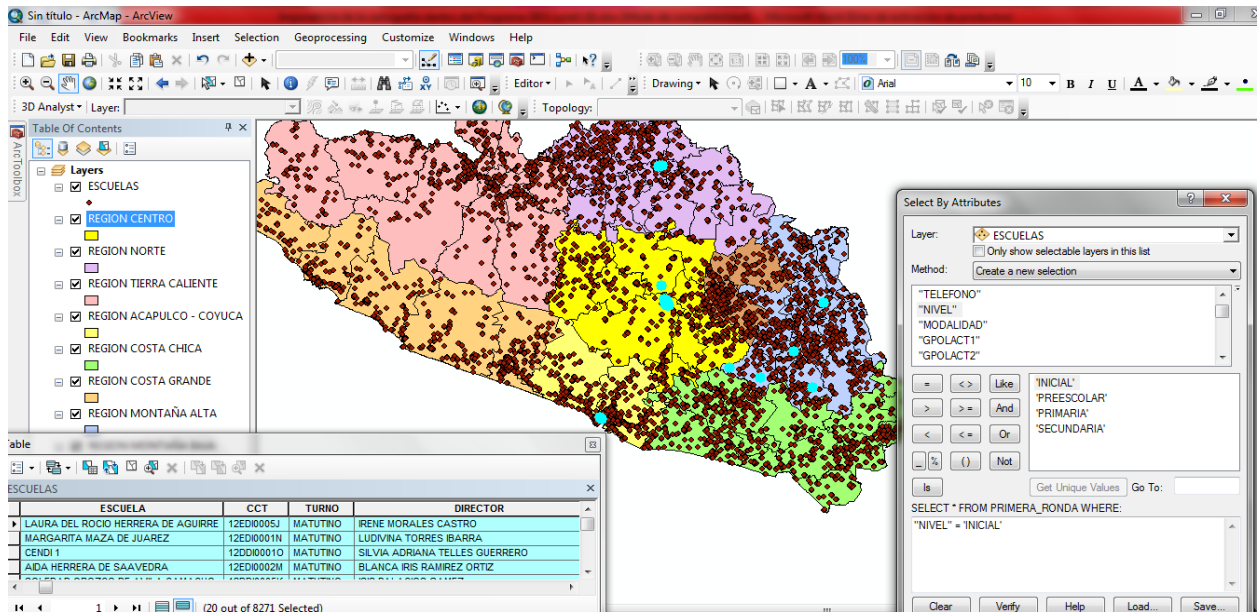 Sin título - ArcMap - ArcView
File Edit View Bookmarks Insert Selection Geoprocessing Customize Windows Help
100%
Editor Drawing A Arial 10 B I U A
3D Analyst Layer: Topology:
Table Of Contents
ArcToolbox
Layers
ESCUELAS
REGION CENTRO
REGION NORTE
REGION TIERRA CALIENTE
REGION ACAPULCO - COYUCA
REGION COSTA CHICA
REGION COSTA GRANDE
REGION MONTAÑA ALTA
Select By Attributes
Layer: ESCUELAS
Only show selectable layers in this list
Method: Create a new selection
"TELEFONO"
"NIVEL"
"MODALIDAD"
"GPOLACT1"
"GPOLACT2"
= < > Like
> > = And
< < = Or
_ % () Not
Is
'INICIAL'
'PREESCOLAR'
'PRIMARIA'
'SECUNDARIA'
Get Unique Values Go To:
SELECT * FROM PRIMERA_RONDA WHERE:
"NIVEL" = 'INICIAL'
Clear Verify Help Load... Save...
Table
ESCUELAS
ESCUELA CCT TURNO DIRECTOR
LAURA DEL ROCIO HERRERA DE AGUIRRE 12EDI0005J MATUTINO IRENE MORALES CASTRO
MARGARITA MAZA DE JUAREZ 12EDI0001N MATUTINO LUDIVINA TORRES IBARRA
CENDI 1 12DDI0001O MATUTINO SILVIA ADRIANA TELLES GUERRERO
AIDA HERRERA DE SAAVEDRA 12EDI0002M MATUTINO BLANCA IRIS RAMIREZ ORTIZ
1 (20 out of 8271 Selected)